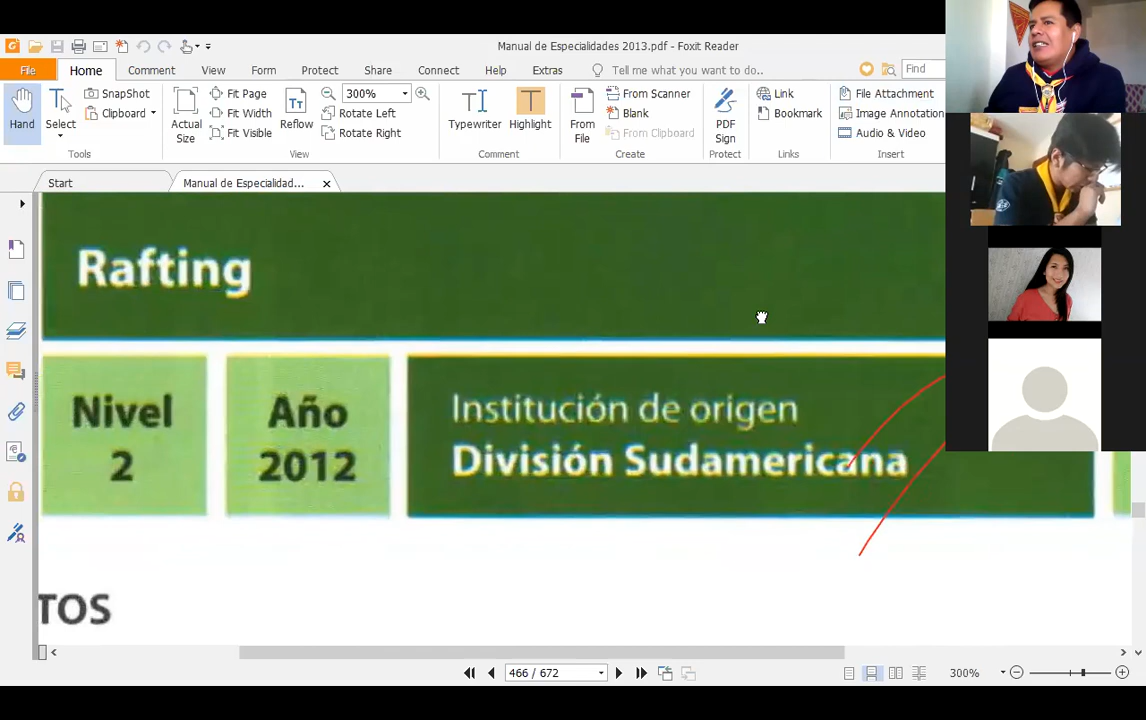 Manual de Especialidades 2013.pdf - Foxit Reader
File Home Comment View Form Protect Share Connect Help Extras Tell me what you want to do.. Find
Hand
Select
SnapShot
Clipboard
Tools
Actual Size
Fit Page
Fit Width
Fit Visible
Reflow
300%
Rotate Left
Rotate Right
View
Typewriter
Highlight
Comment
From File
From Scanner
Blank
From Clipboard
Create
PDF Sign
Protect
Link
Bookmark
Links
File Attachment
Image Annotation
Audio & Video
Insert
Start
Manual de Especialidad...
Rafting
Nivel
2
Año
2012
Institución de origen
División Sudamericana
TOS
466 / 672
300%